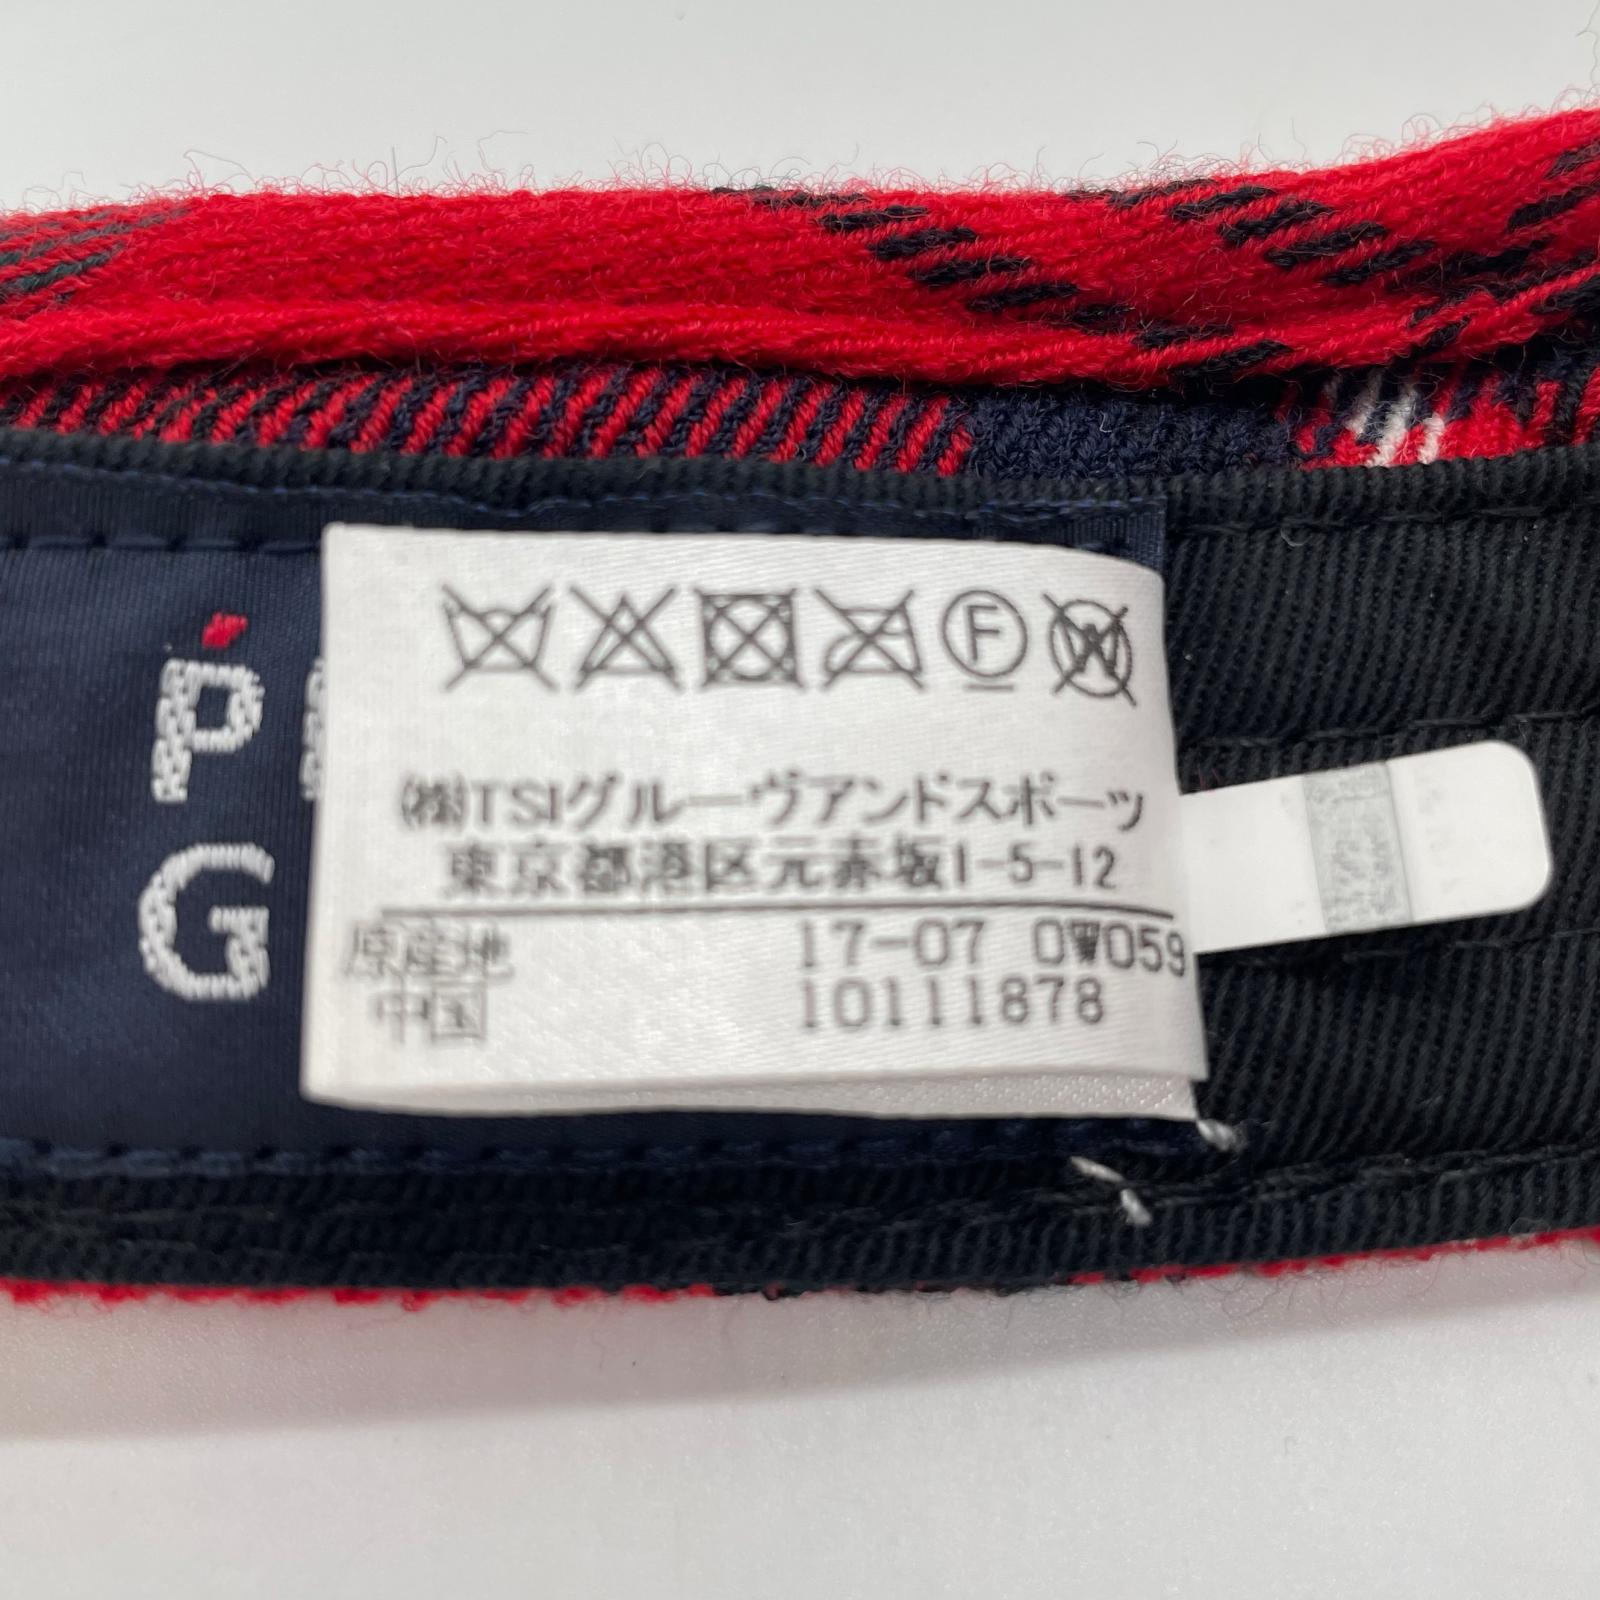 P
G
F
W
㈱TSIグルーヴアンドスポーツ
東京都港区元赤坂1-5-12
原産地 17-07 0W059
中国 10111878